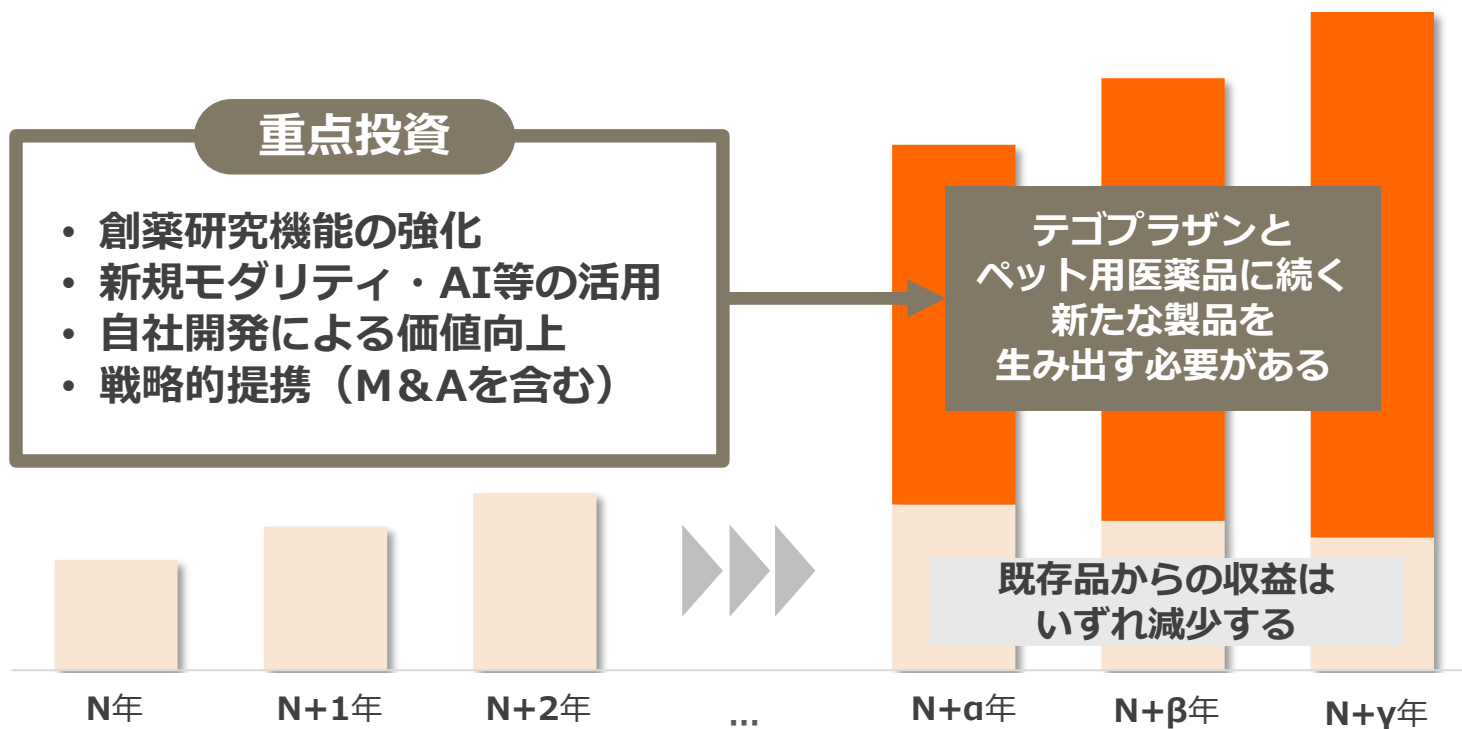 重点投資
• 創薬研究機能の強化
• 新規モダリティ・AI等の活用
• 自社開発による価値向上
• 戦略的提携（M＆Aを含む）
テゴプラザンと
ペット用医薬品に続く
新たな製品を
生み出す必要がある
既存品からの収益は
いずれ減少する
N年
N+1年
N+2年
…
N+α年
N+β年
N+γ年